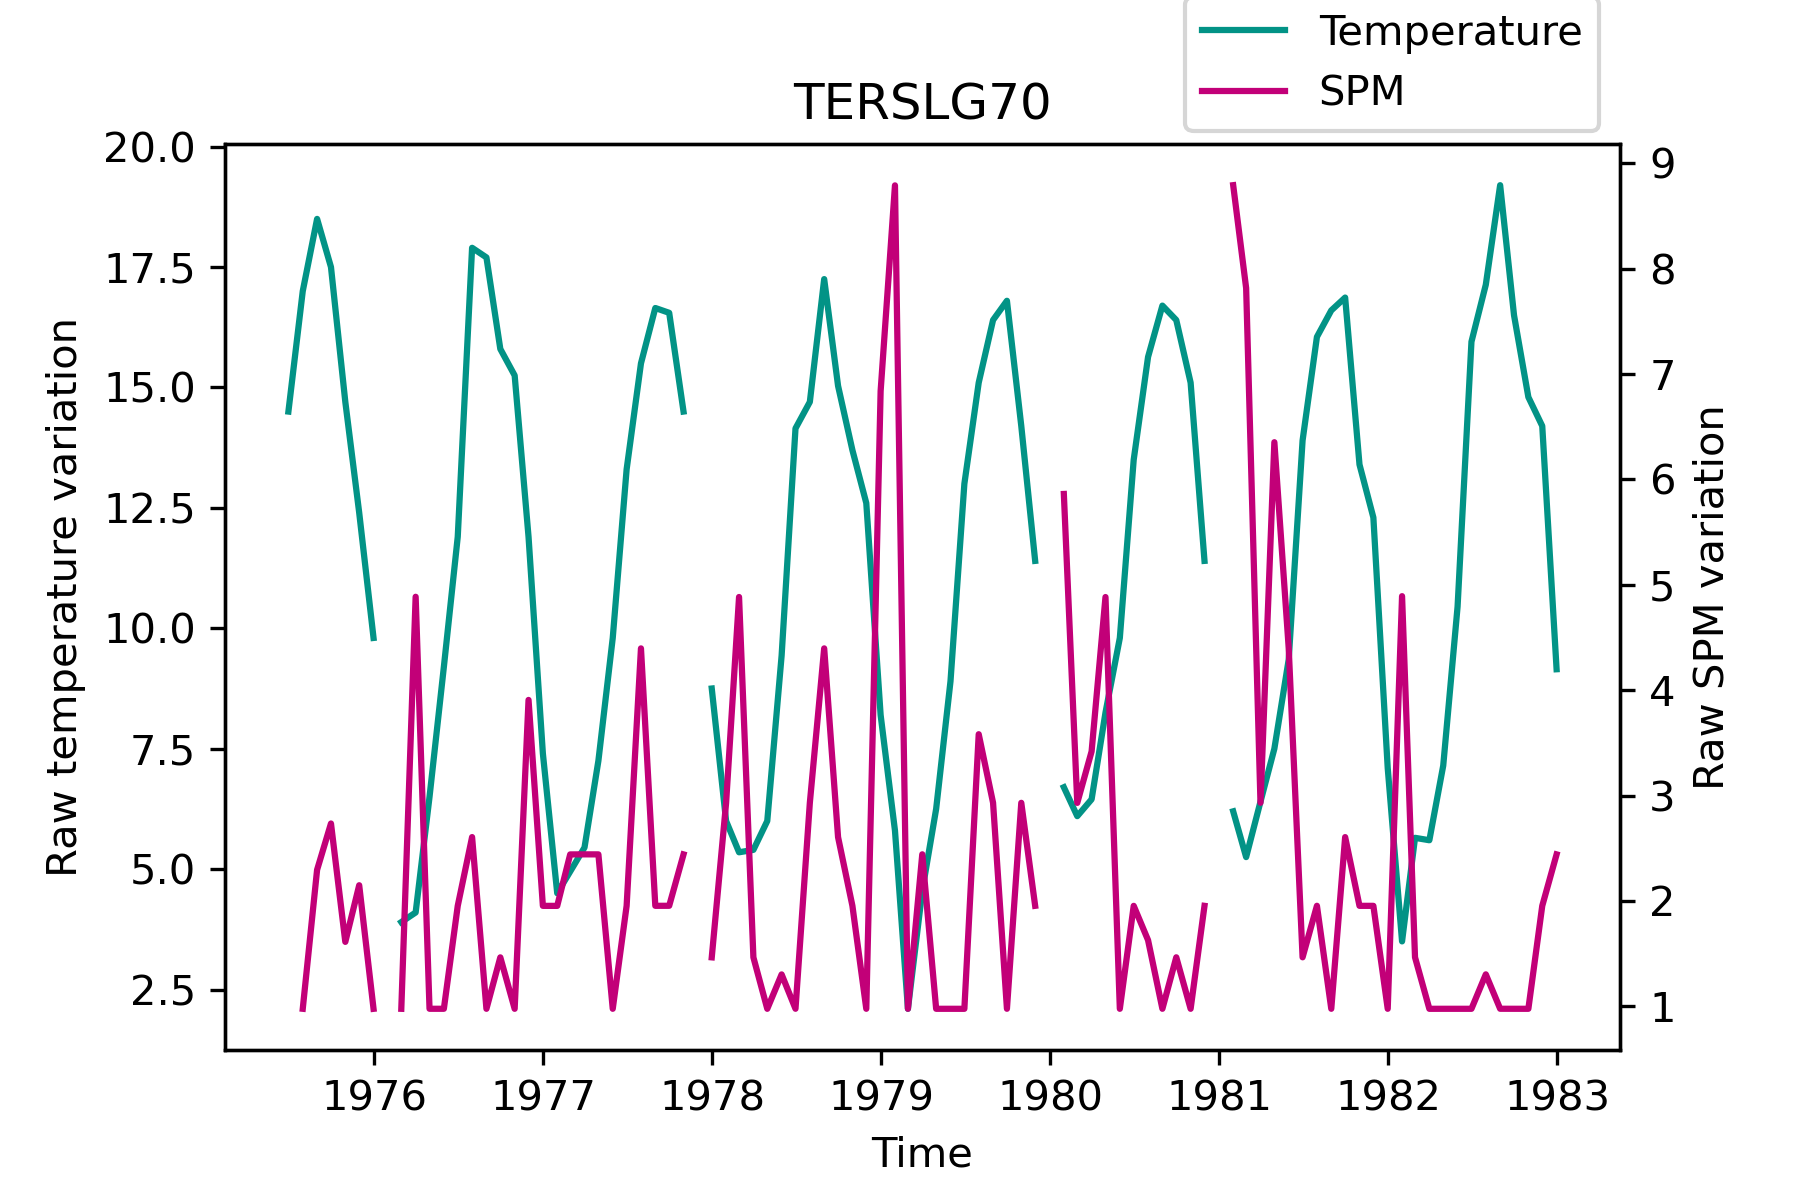 Temperature
SPM
TERSLG70
20.0
17.5
15.0
12.5
10.0
7.5
5.0
2.5
Raw temperature variation
9
8
7
6
5
4
3
2
1
Raw SPM variation
1976 1977 1978 1979 1980 1981 1982 1983
Time